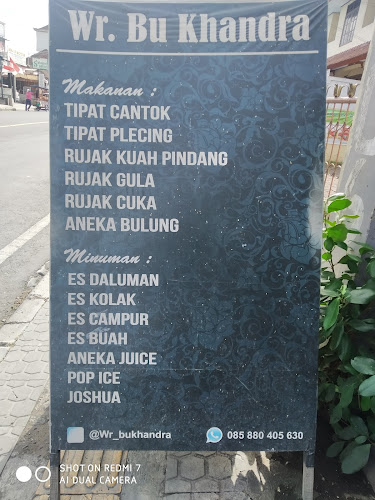 Wr. Bu Khandra
Makanan :
TIPAT CANTOK
TIPAT PLECING
RUJAK KUAH PINDANG
RUJAK GULA
RUJAK CUKA
ANEKA BULUNG
Minuman :
ES DALUMAN
ES KOLAK
ES CAMPUR
ES BUAH
ANEKA JUICE
POP ICE
JOSHUA
@Wr_bukhandra 085 880 405 630
SHOT ON REDMI 7
AI DUAL CAMERA